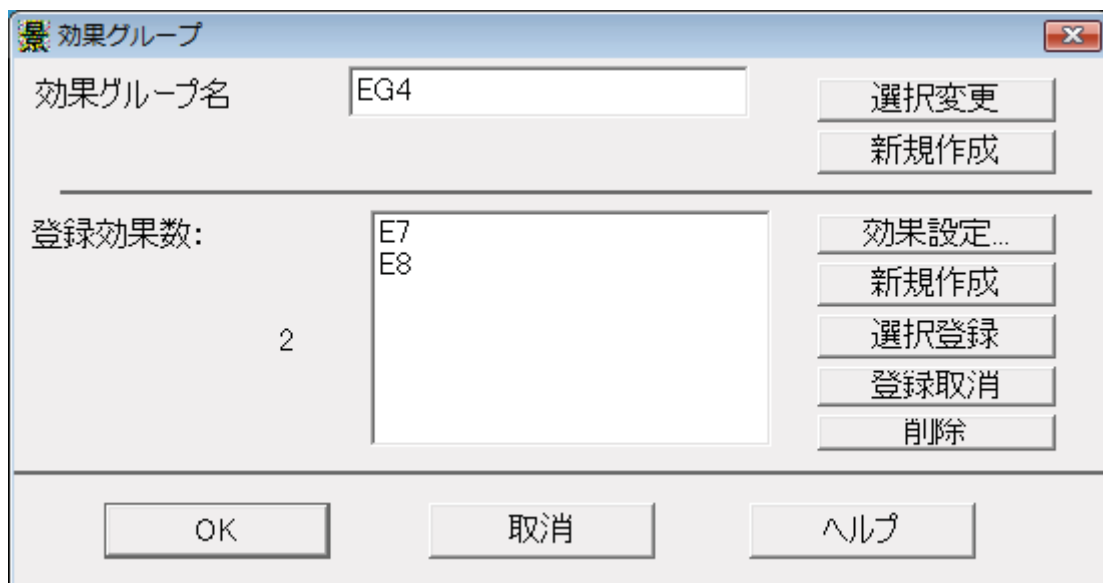 景 効果グループ
効果グループ名
EG4
選択変更
新規作成
登録効果数:
2
E7
E8
効果設定...
新規作成
選択登録
登録取消
削除
OK
取消
ヘルプ